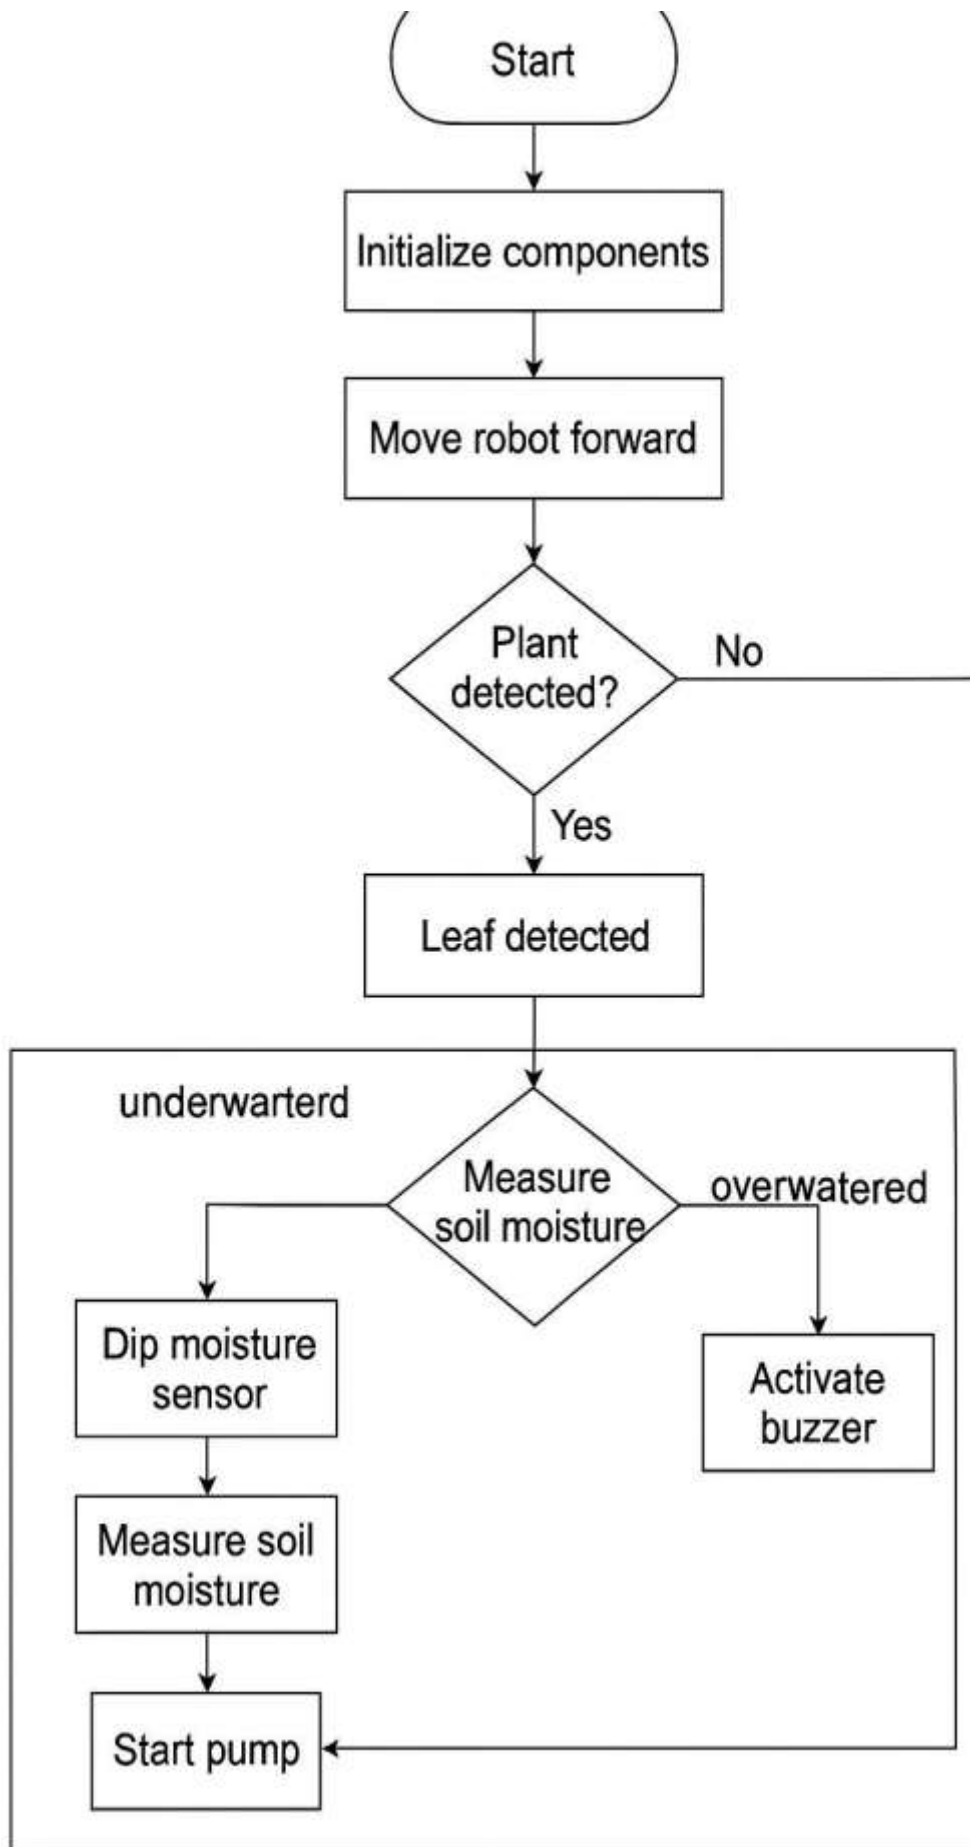 Start
Initialize components
Move robot forward
Plant
detected?
No
Yes
Leaf detected
underwarterd
Measure
soil moisture
overwatered
Dip moisture
sensor
Activate
buzzer
Measure soil
moisture
Start pump